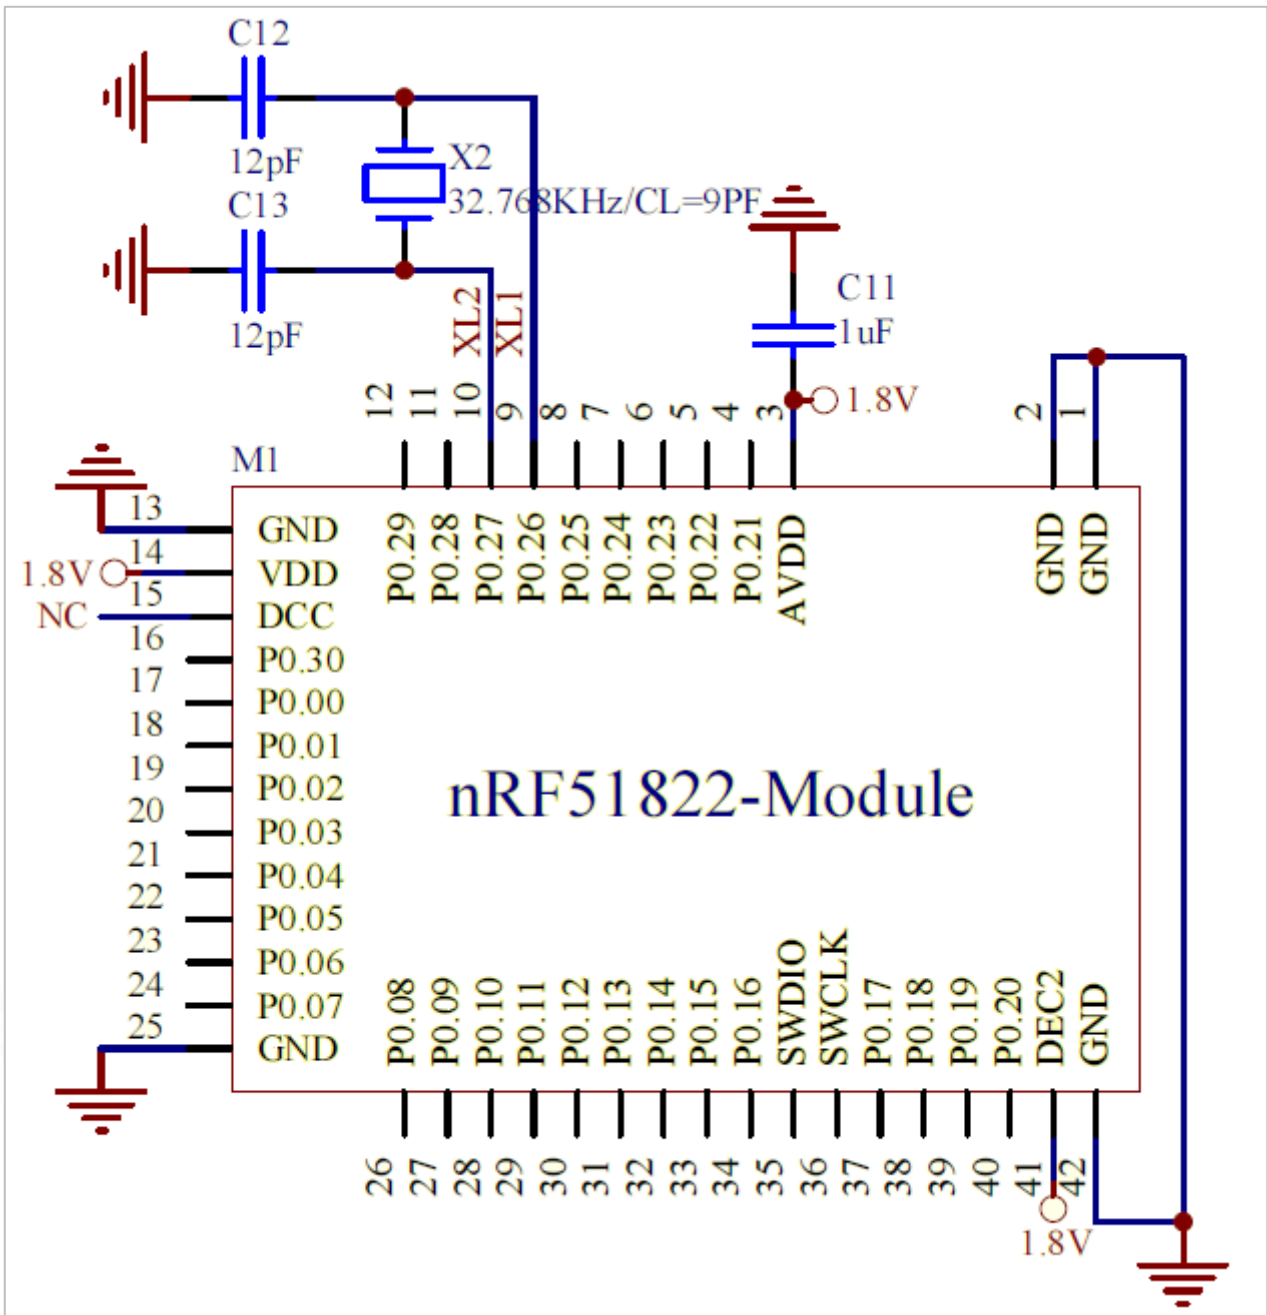 C12
12pF
X2
32.768KHz/CL=9PF
C13
12pF
XL2
XL1
C11
1uF
1.8V
12
11
10
9
8
7
6
5
4
3
2
1
M1
13
GND
14
1.8V
VDD
15
NC
DCC
16
P0.30
17
P0.00
18
P0.01
19
P0.02
20
P0.03
21
P0.04
22
P0.05
23
P0.06
24
P0.07
25
GND
P0.29
P0.28
P0.27
P0.26
P0.25
P0.24
P0.23
P0.22
P0.21
AVDD
GND
GND
nRF51822-Module
P0.08
P0.09
P0.10
P0.11
P0.12
P0.13
P0.14
P0.15
P0.16
SWDIO
SWCLK
P0.17
P0.18
P0.19
P0.20
DEC2
GND
26
27
28
29
30
31
32
33
34
35
36
37
38
39
40
41
42
1.8V